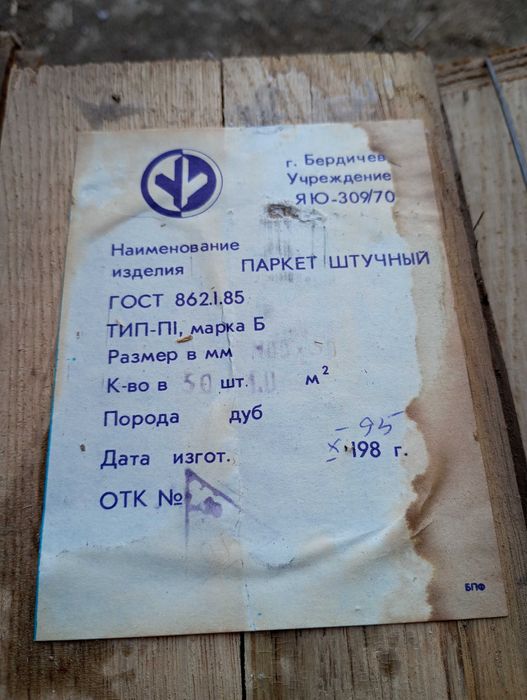 г. Бердичев
Учреждение
ЯЮ-309/70
Наименование
изделия ПАРКЕТ ШТУЧНЫЙ
ГОСТ 862.1.85
ТИП-П1, марка Б
Размер в мм
К-во в 50 шт. м²
Порода дуб
Дата изгот. X-95 198 г.
ОТК №
БПФ